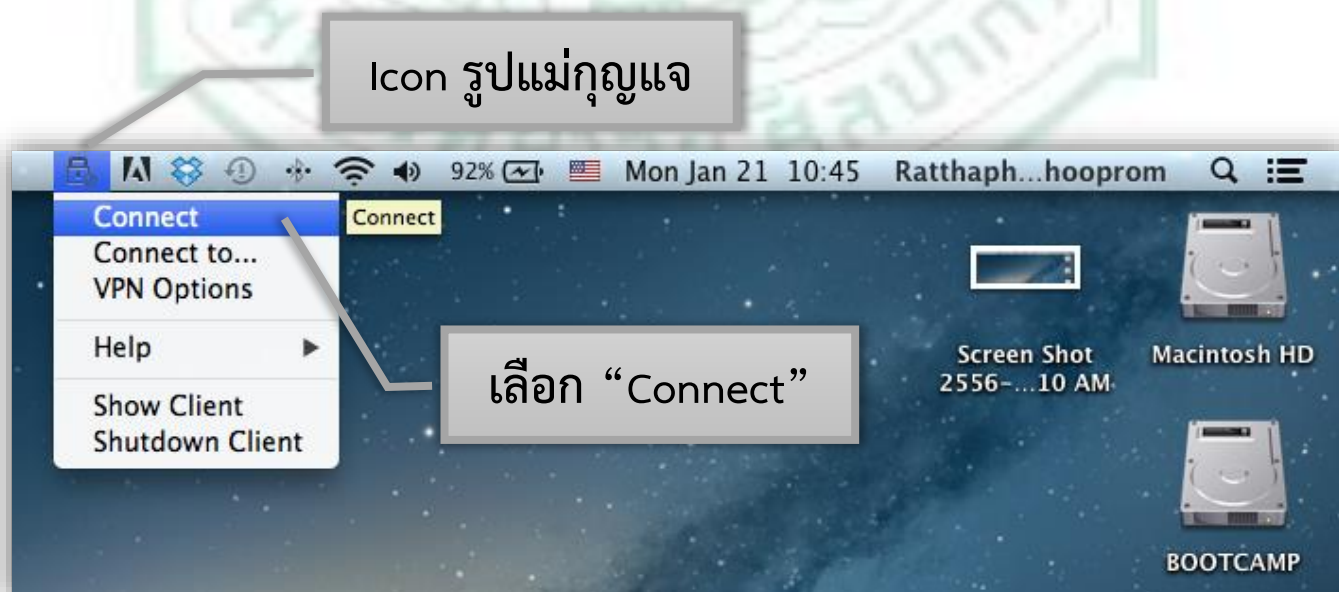 Icon รูปแม่กุญแจ
92% Mon Jan 21 10:45 Ratthaph...hooprom
Connect
Connect
Connect to...
VPN Options
Help
Show Client
Shutdown Client
เลือก “Connect”
Screen Shot
2556-...10 AM
Macintosh HD
BOOTCAMP